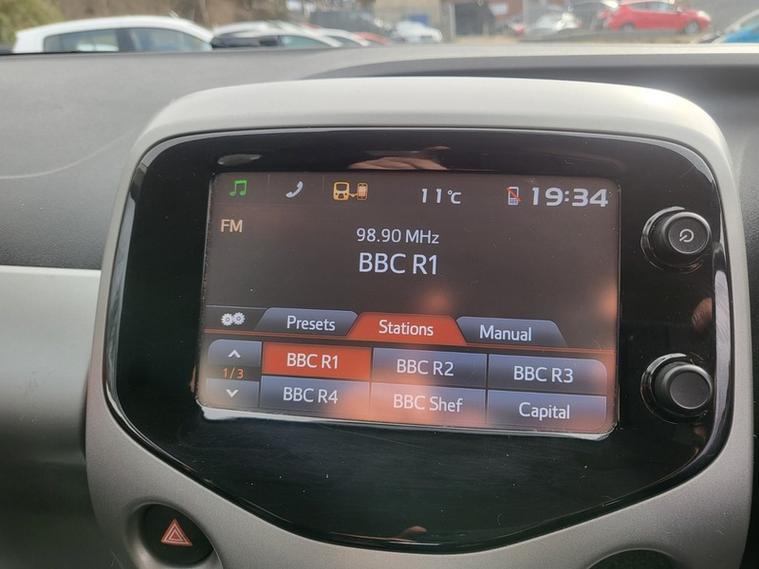 11°C 19:34
FM
98.90 MHz
BBC R1
Presets Stations Manual
1/3
BBC R1 BBC R2 BBC R3
BBC R4 BBC Shef Capital